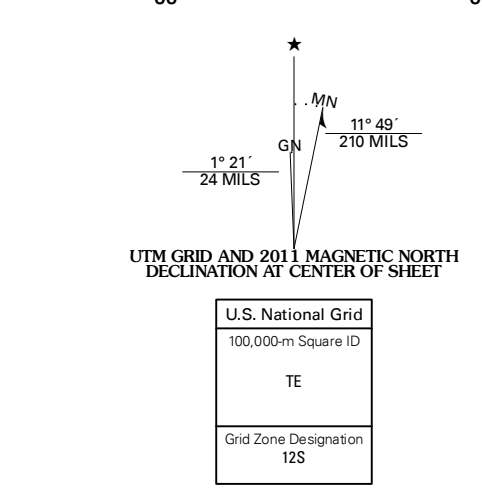 ★
MN
11° 49´
210 MILS
GN
1° 21´
24 MILS
UTM GRID AND 2011 MAGNETIC NORTH
DECLINATION AT CENTER OF SHEET
U.S. National Grid
100,000-m Square ID
TE
Grid Zone Designation
12S